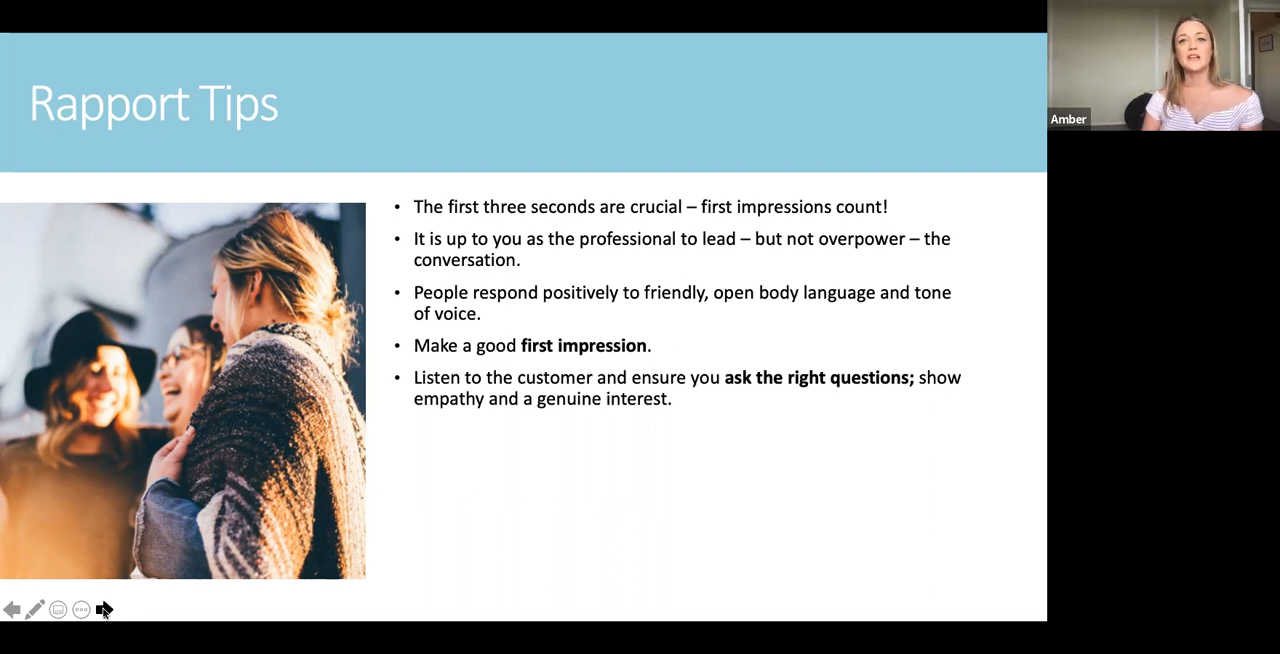 Rapport Tips
• The first three seconds are crucial – first impressions count!
• It is up to you as the professional to lead – but not overpower – the
conversation.
• People respond positively to friendly, open body language and tone
of voice.
• Make a good first impression.
• Listen to the customer and ensure you ask the right questions; show
empathy and a genuine interest.
Amber